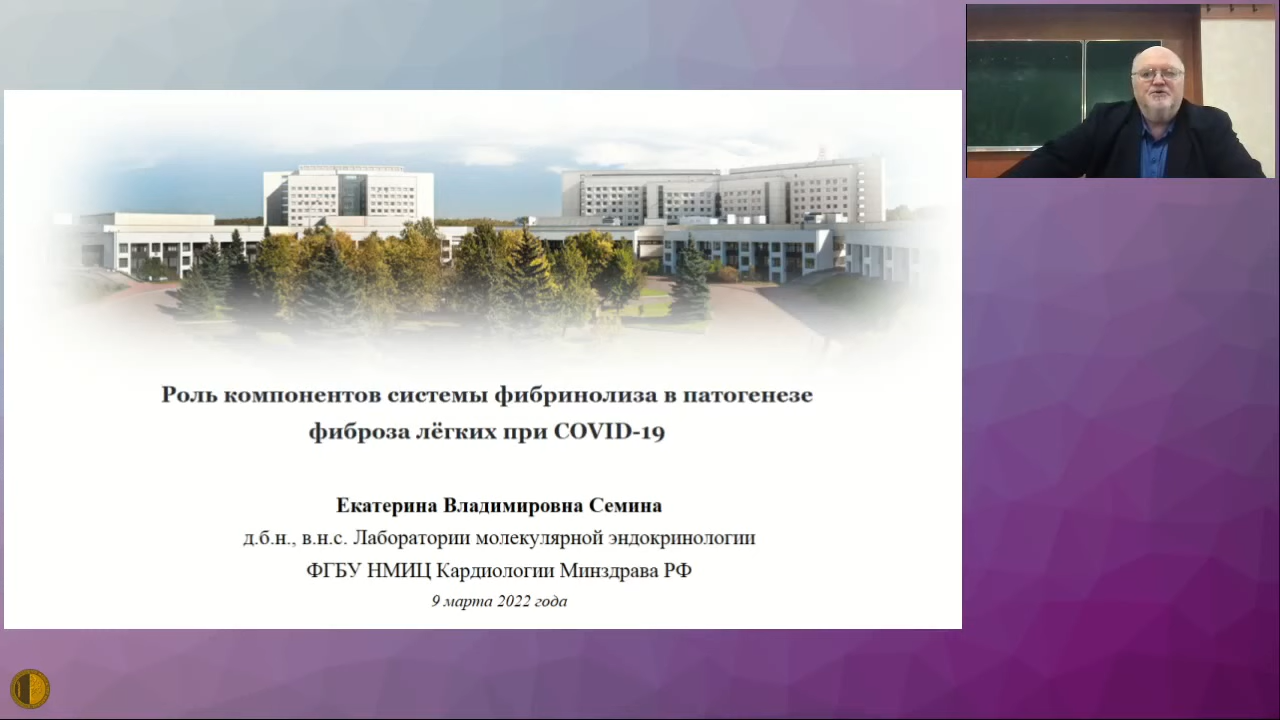 Роль компонентов системы фибринолиза в патогенезе
фиброза лёгких при COVID-19
Екатерина Владимировна Семина
д.б.н., в.н.с. Лаборатории молекулярной эндокринологии
ФГБУ НМИЦ Кардиологии Минздрава РФ
9 марта 2022 года